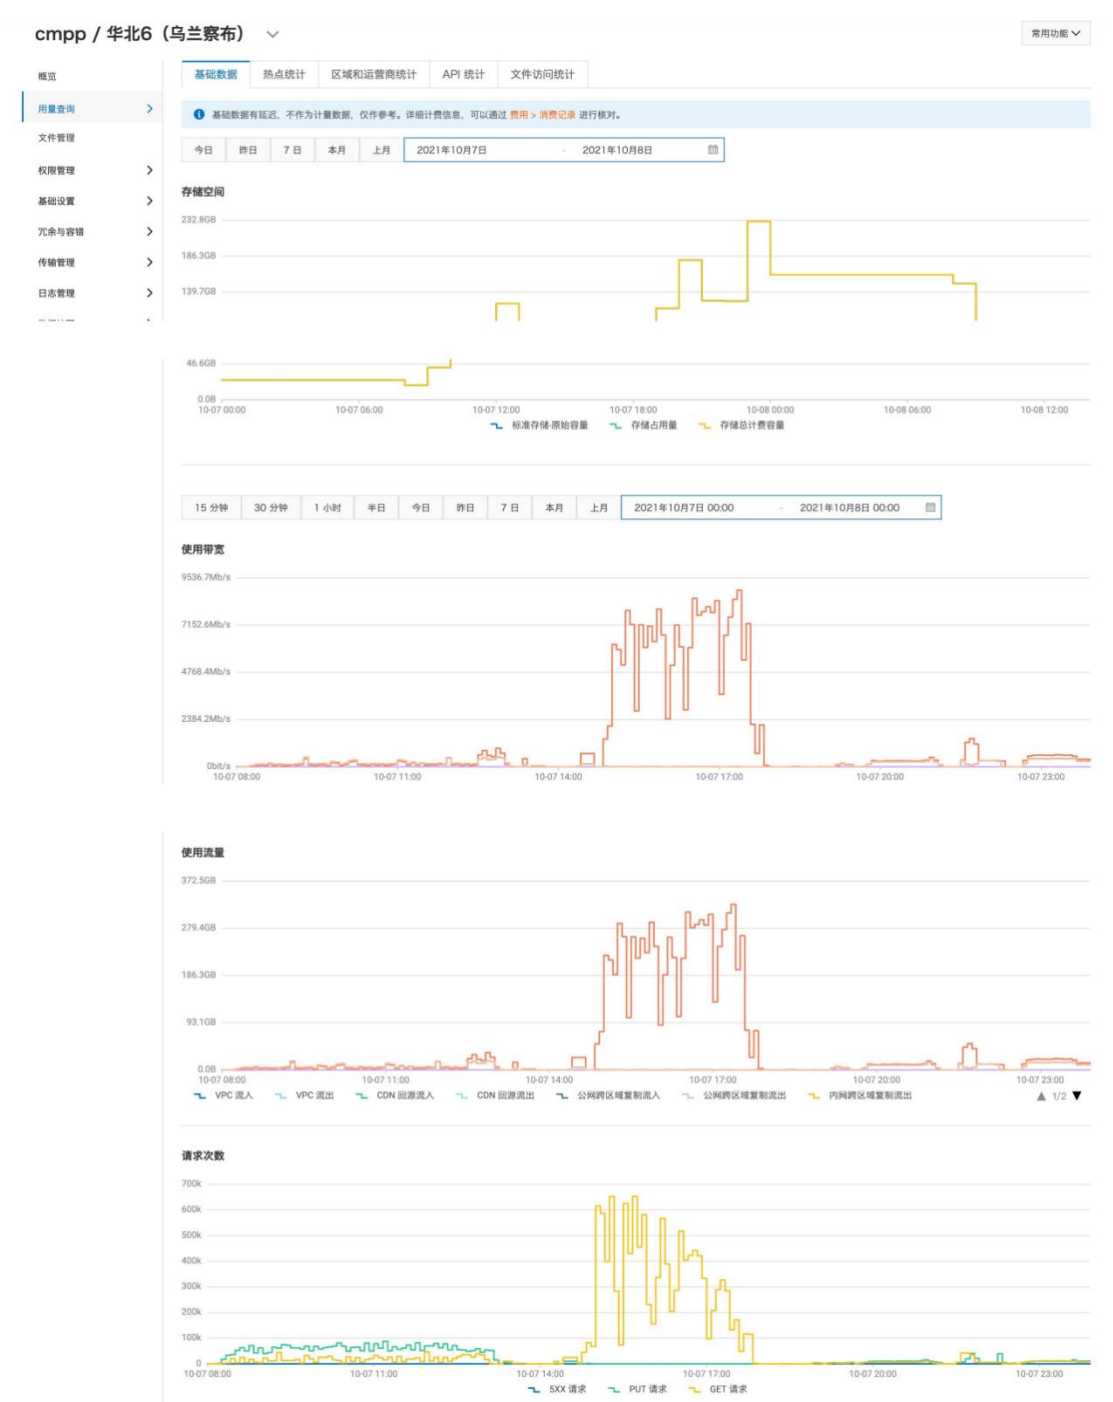 cmpp / 华北6（乌兰察布）
常用功能
概览
用量查询
文件管理
权限管理
基础设置
冗余与容错
传输管理
日志管理
基础数据 热点统计 区域和运营商统计 API 统计 文件访问统计
基础数据有延迟，不作为计量数据，仅作参考。详细计费信息，可以通过 费用 > 消费记录 进行核对。
今日 昨日 7 日 本月 上月 2021年10月7日 - 2021年10月8日
存储空间
232.8GB
186.3GB
139.7GB
46.6GB
0.0B
10-07 00:00 10-07 06:00 10-07 12:00 10-07 18:00 10-08 00:00 10-08 06:00 10-08 12:00
标准存储-原始容量 存储占用量 存储总计费容量
15 分钟 30 分钟 1 小时 半日 今日 昨日 7 日 本月 上月 2021年10月7日 00:00 - 2021年10月8日 00:00
使用带宽
9536.7Mb/s
7152.6Mb/s
4768.4Mb/s
2384.2Mb/s
0bit/s
10-07 08:00 10-07 11:00 10-07 14:00 10-07 17:00 10-07 20:00 10-07 23:00
使用流量
372.5GB
279.4GB
186.3GB
93.1GB
0.0B
10-07 08:00 10-07 11:00 10-07 14:00 10-07 17:00 10-07 20:00 10-07 23:00
VPC 流入 VPC 流出 CDN 回源流入 CDN 回源流出 公网跨区域复制流入 公网跨区域复制流出 内网跨区域复制流出 1/2
请求次数
700k
600k
500k
400k
300k
200k
100k
0
10-07 08:00 10-07 11:00 10-07 14:00 10-07 17:00 10-07 20:00 10-07 23:00
5XX 请求 PUT 请求 GET 请求